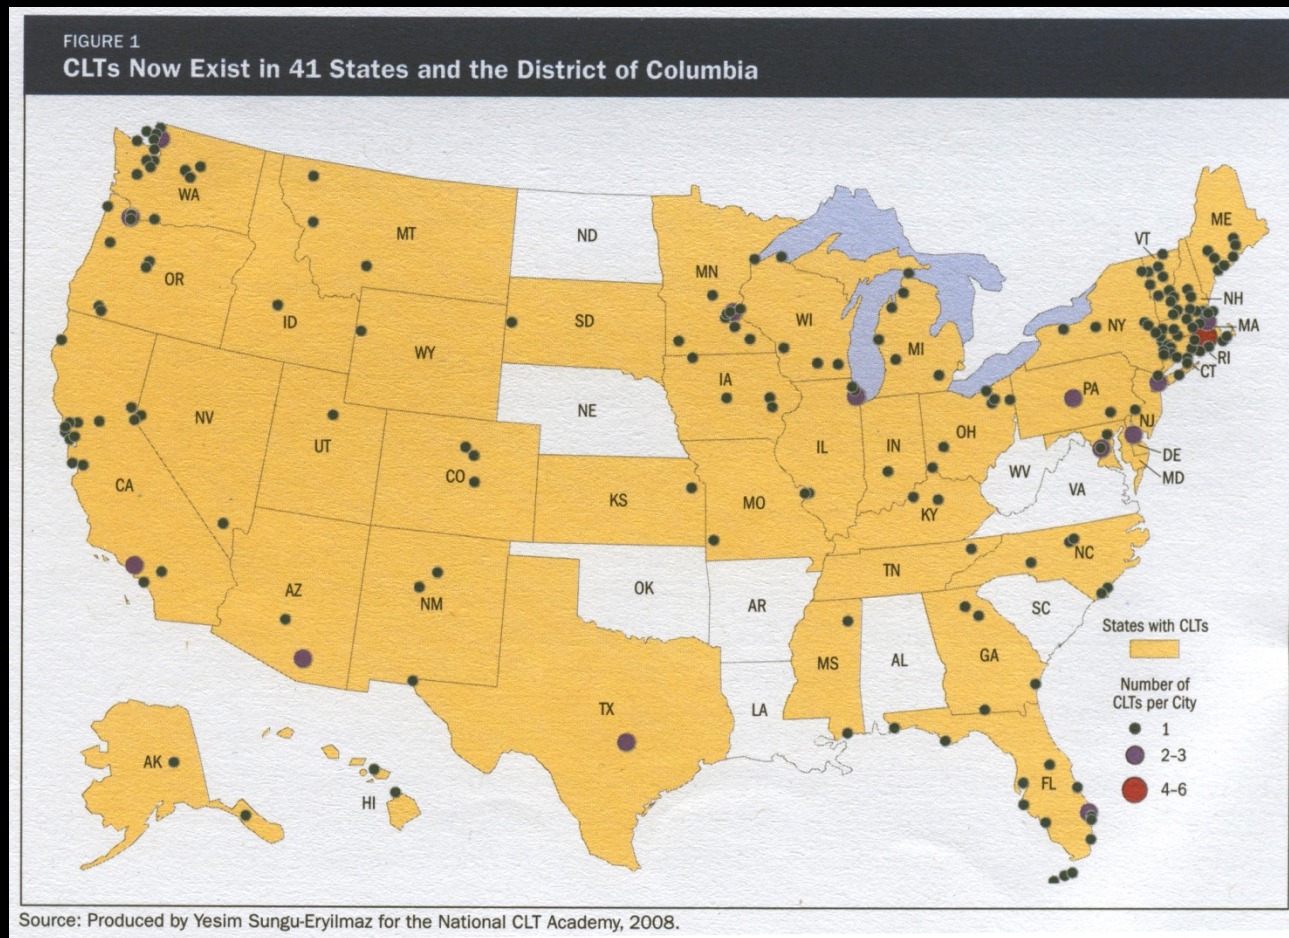 FIGURE 1
CLTs Now Exist in 41 States and the District of Columbia
WA
MT
ND
MN
VT
ME
OR
ID
SD
WI
MI
NY
NH
MA
RI
CT
WY
IA
PA
NE
NJ
NV
UT
CO
IL
IN
OH
DE
MD
WV
VA
CA
KS
MO
KY
AZ
NM
OK
AR
TN
NC
SC
MS
AL
GA
TX
LA
AK
HI
FL
States with CLTs
Number of
CLTs per City
1
2–3
4–6
Source: Produced by Yesim Sungu-Eryilmaz for the National CLT Academy, 2008.